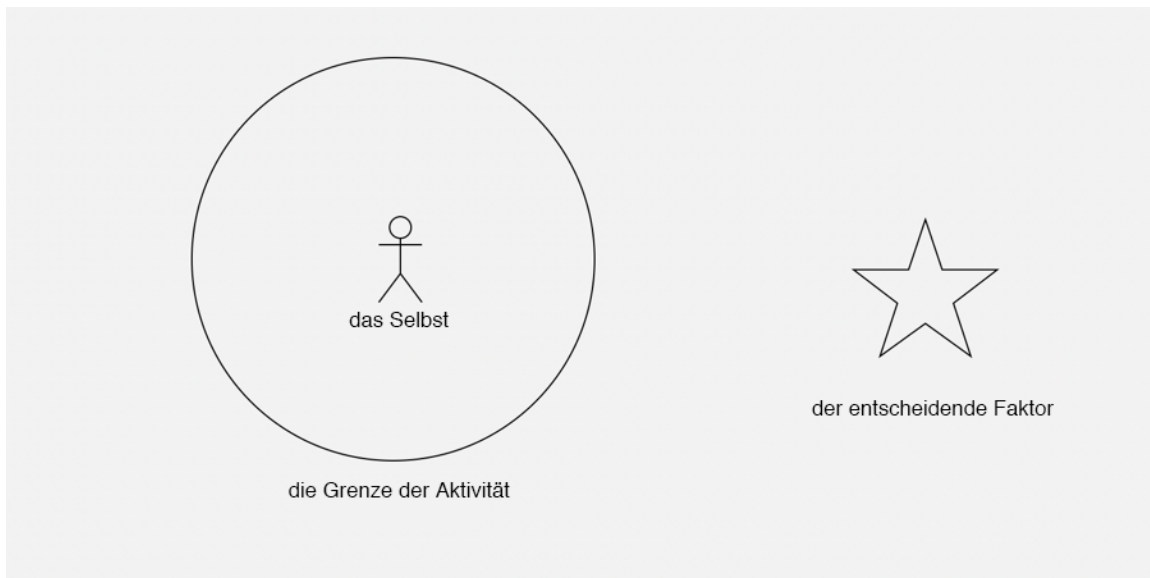 das Selbst
der entscheidende Faktor
die Grenze der Aktivität